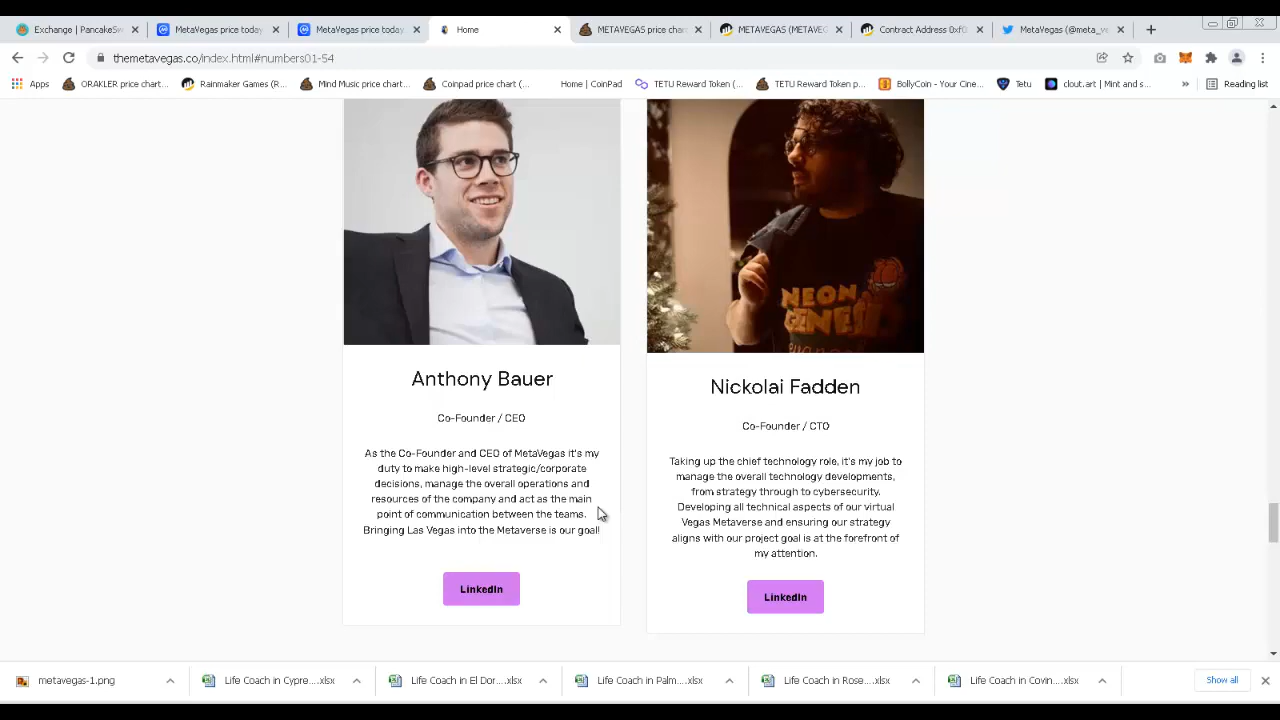 Exchange | PancakeSw
MetaVegas price today
MetaVegas price today
Home
METAVEGAS price char
METAVEGAS (METAVEG
Contract Address 0xf0
MetaVegas (@meta_ve
themetavegas.co/index.html#numbers01-54
Apps
ORAKLER price chart...
Rainmaker Games (R...
Mind Music price chart...
Coinpad price chart (...
Home | CoinPad
TETU Reward Token (...
TETU Reward Token p...
BollyCoin - Your Cine...
Tetu
clout.art | Mint and s...
»
Reading list
NEON
GENESIS
Anthony Bauer
Co-Founder / CEO
As the Co-Founder and CEO of MetaVegas it's my
duty to make high-level strategic/corporate
decisions, manage the overall operations and
resources of the company and act as the main
point of communication between the teams.
Bringing Las Vegas into the Metaverse is our goal!
LinkedIn
Nickolai Fadden
Co-Founder / CTO
Taking up the chief technology role, it's my job to
manage the overall technology developments,
from strategy through to cybersecurity.
Developing all technical aspects of our virtual
Vegas Metaverse and ensuring our strategy
aligns with our project goal is at the forefront of
my attention.
LinkedIn
metavegas-1.png
Life Coach in Cypre....xlsx
Life Coach in El Dor....xlsx
Life Coach in Palm....xlsx
Life Coach in Rose....xlsx
Life Coach in Covin....xlsx
Show all